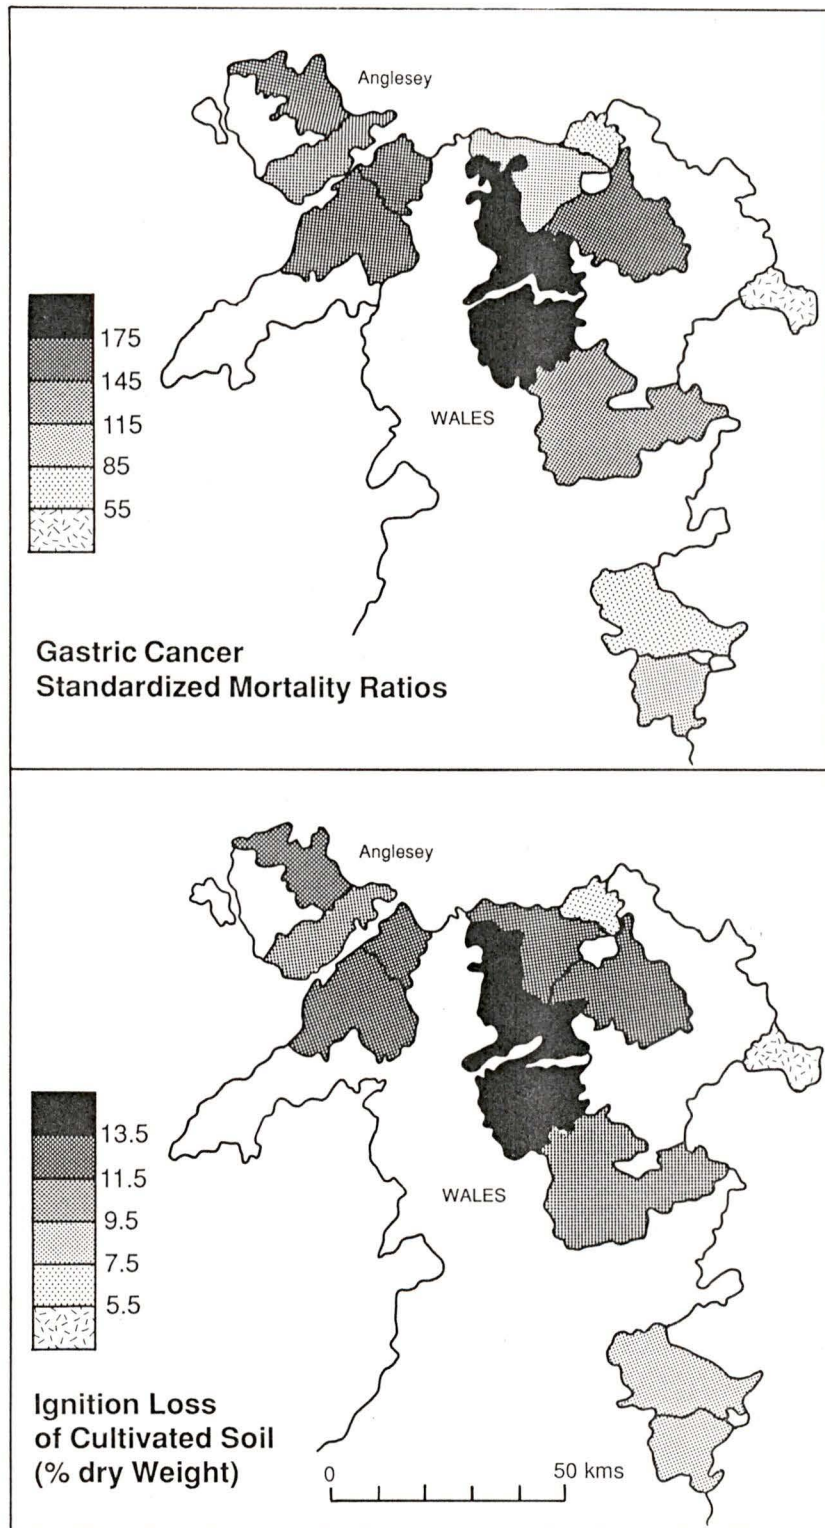 Anglesey
175
145
115
85
55
WALES
Gastric Cancer
Standardized Mortality Ratios
Anglesey
13.5
11.5
9.5
7.5
5.5
WALES
Ignition Loss
of Cultivated Soil
(% dry Weight)
0 50 kms